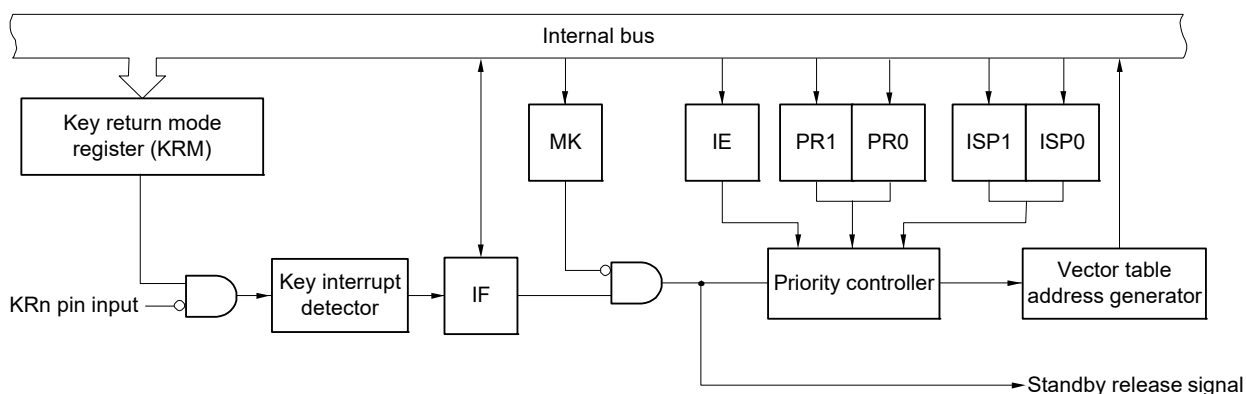 Internal bus
Key return mode
register (KRM)
MK
IE
PR1
PR0
ISP1
ISP0
KRn pin input
Key interrupt
detector
IF
Priority controller
Vector table
address generator
Standby release signal